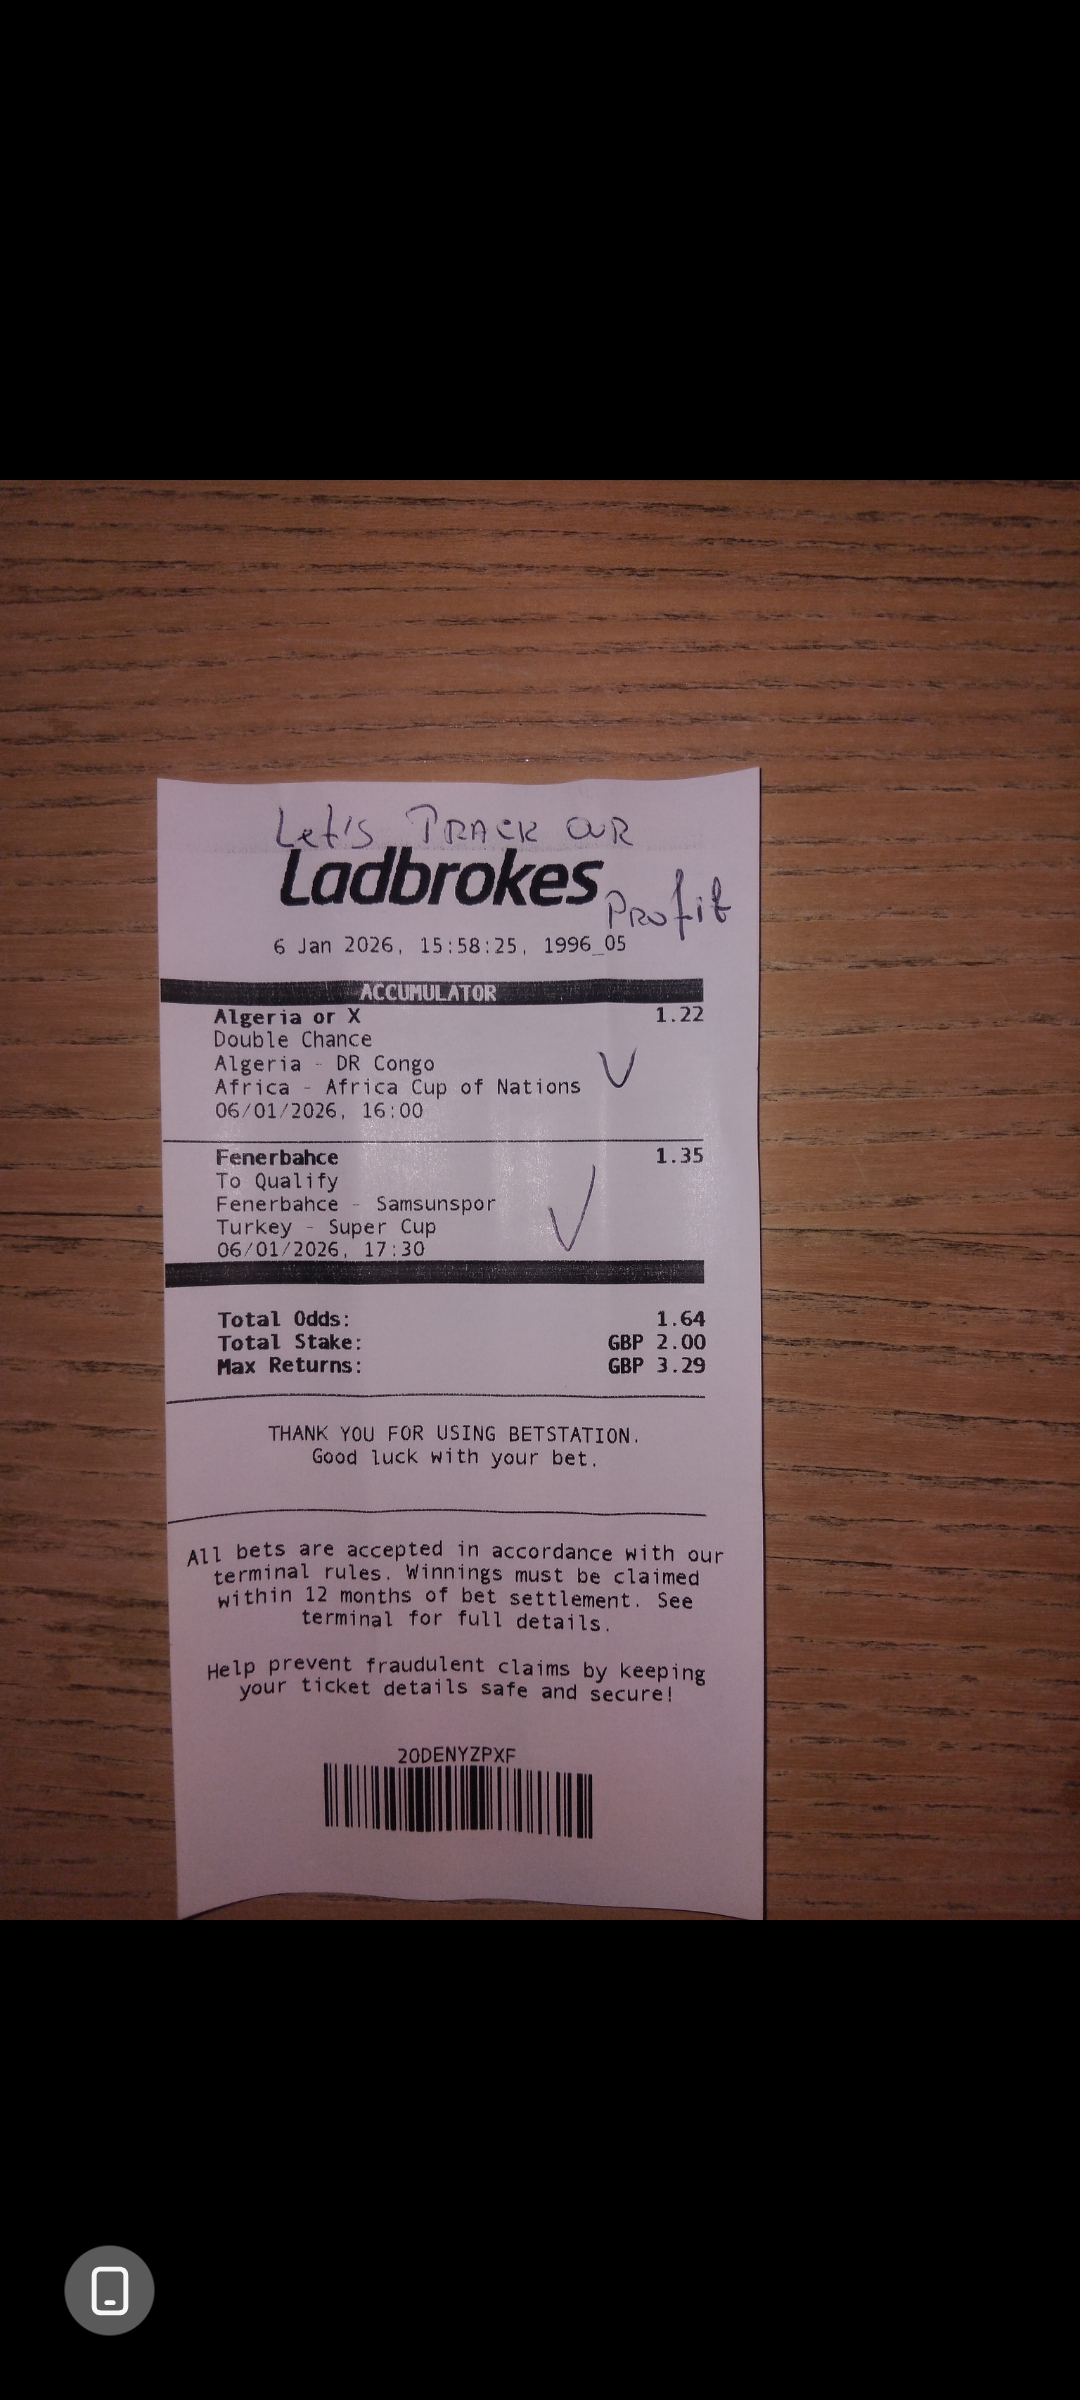 Let's TRACK OUR
Ladbrokes
Profit
6 Jan 2026, 15:58:25, 1996_05
ACCUMULATOR
Algeria or X 1.22
Double Chance
Algeria - DR Congo
Africa - Africa Cup of Nations
06/01/2026, 16:00
Fenerbahce 1.35
To Qualify
Fenerbahce - Samsunspor
Turkey - Super Cup
06/01/2026, 17:30
Total Odds: 1.64
Total Stake: GBP 2.00
Max Returns: GBP 3.29
THANK YOU FOR USING BETSTATION.
Good luck with your bet.
All bets are accepted in accordance with our
terminal rules. Winnings must be claimed
within 12 months of bet settlement. See
terminal for full details.
Help prevent fraudulent claims by keeping
your ticket details safe and secure!
20DENYZPXF